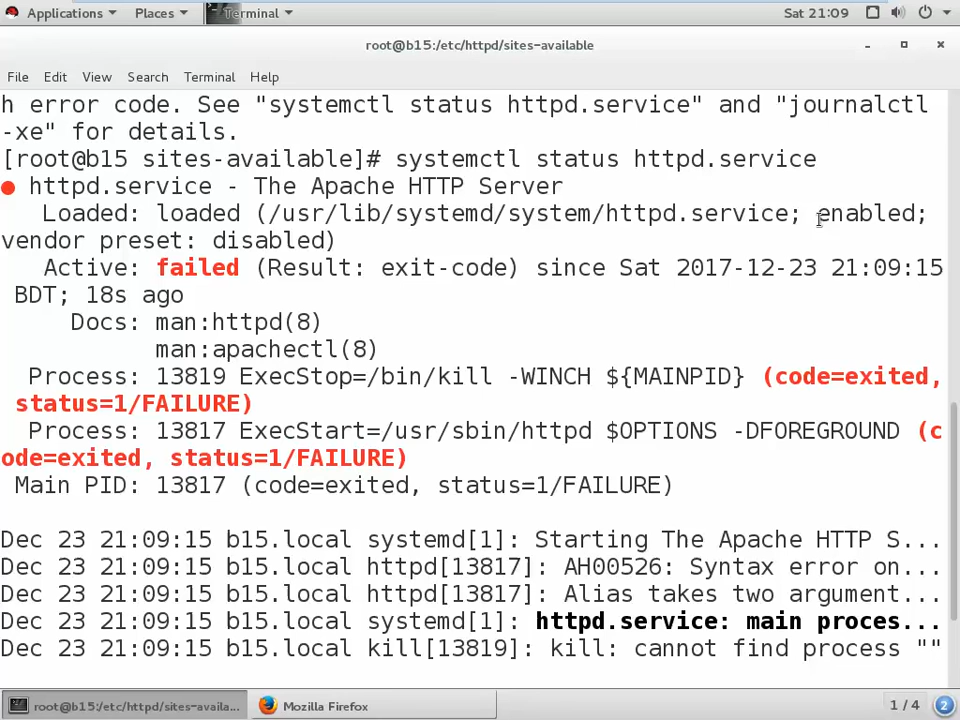 Applications Places Terminal Sat 21:09
root@b15:/etc/httpd/sites-available
File Edit View Search Terminal Help
h error code. See "systemctl status httpd.service" and "journalctl
-xe" for details.
[root@b15 sites-available]# systemctl status httpd.service
● httpd.service - The Apache HTTP Server
Loaded: loaded (/usr/lib/systemd/system/httpd.service; enabled;
vendor preset: disabled)
Active: failed (Result: exit-code) since Sat 2017-12-23 21:09:15
BDT; 18s ago
Docs: man:httpd(8)
man:apachectl(8)
Process: 13819 ExecStop=/bin/kill -WINCH ${MAINPID} (code=exited,
status=1/FAILURE)
Process: 13817 ExecStart=/usr/sbin/httpd $OPTIONS -DFOREGROUND (c
ode=exited, status=1/FAILURE)
Main PID: 13817 (code=exited, status=1/FAILURE)
Dec 23 21:09:15 b15.local systemd[1]: Starting The Apache HTTP S...
Dec 23 21:09:15 b15.local httpd[13817]: AH00526: Syntax error on...
Dec 23 21:09:15 b15.local httpd[13817]: Alias takes two argument...
Dec 23 21:09:15 b15.local systemd[1]: httpd.service: main proces...
Dec 23 21:09:15 b15.local kill[13819]: kill: cannot find process ""
root@b15:/etc/httpd/sites-availa... Mozilla Firefox 1 / 4 2